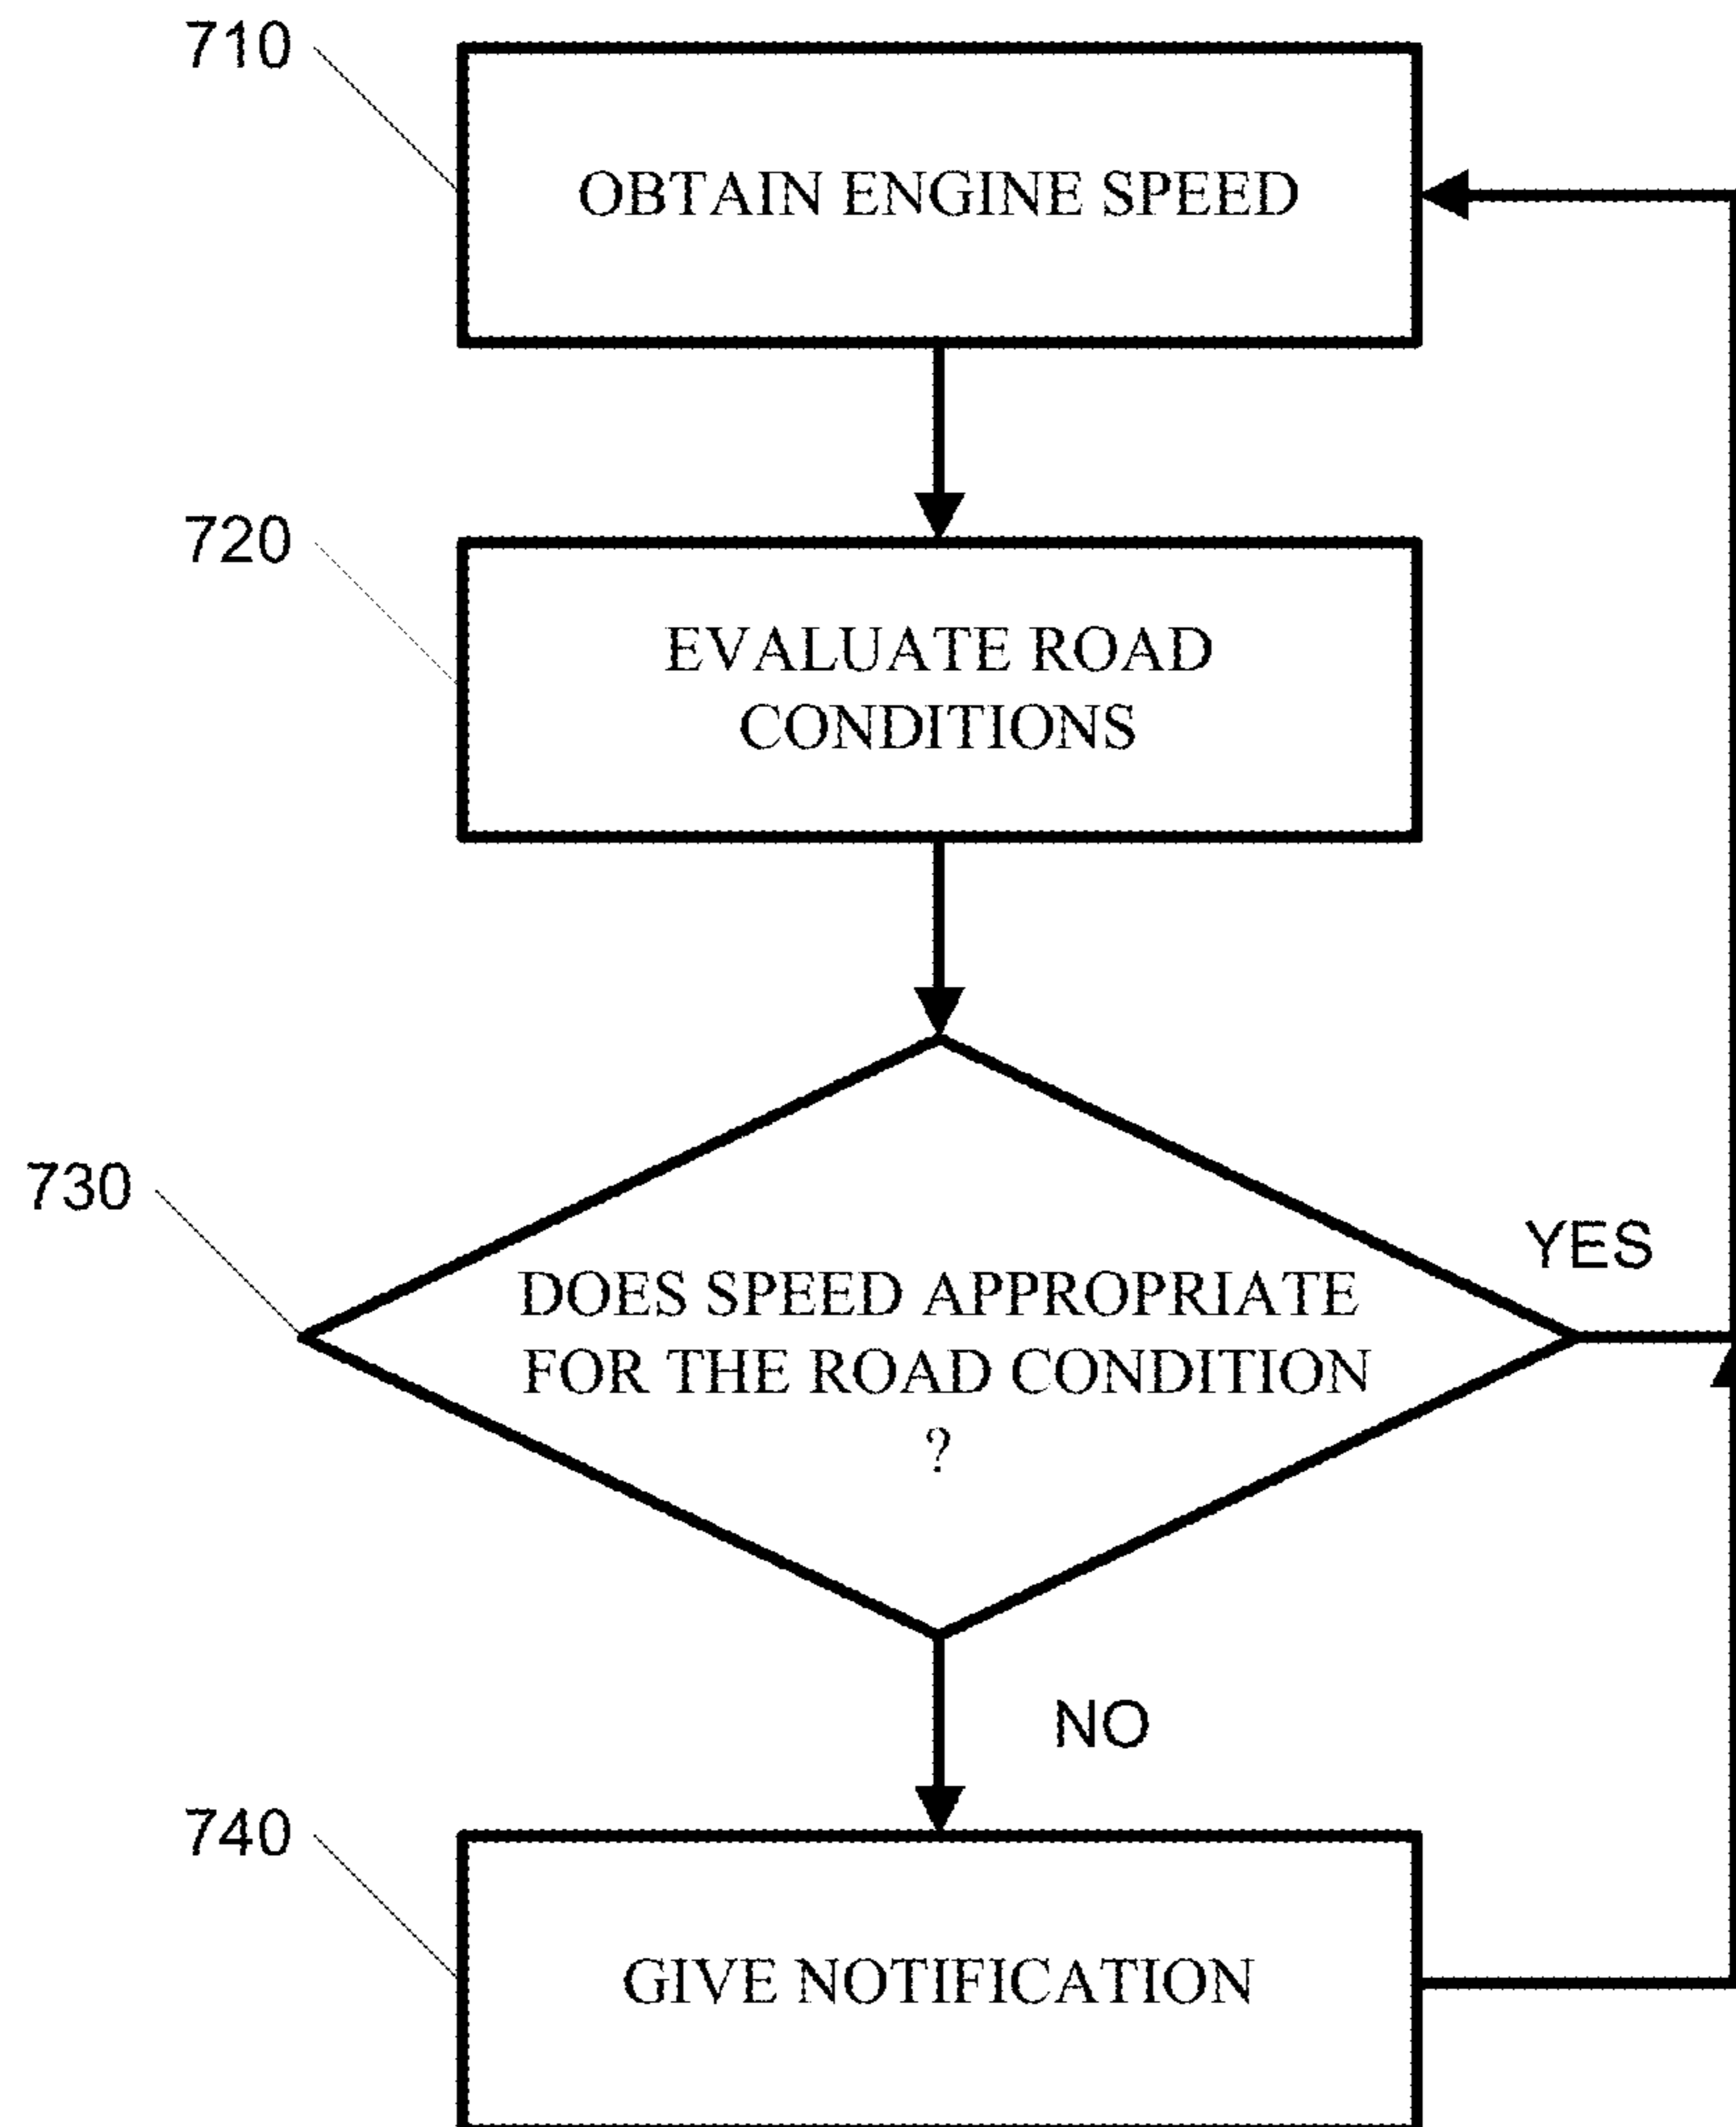 710
OBTAIN ENGINE SPEED
720
EVALUATE ROAD
CONDITIONS
730
DOES SPEED APPROPRIATE
FOR THE ROAD CONDITION
?
YES
NO
740
GIVE NOTIFICATION